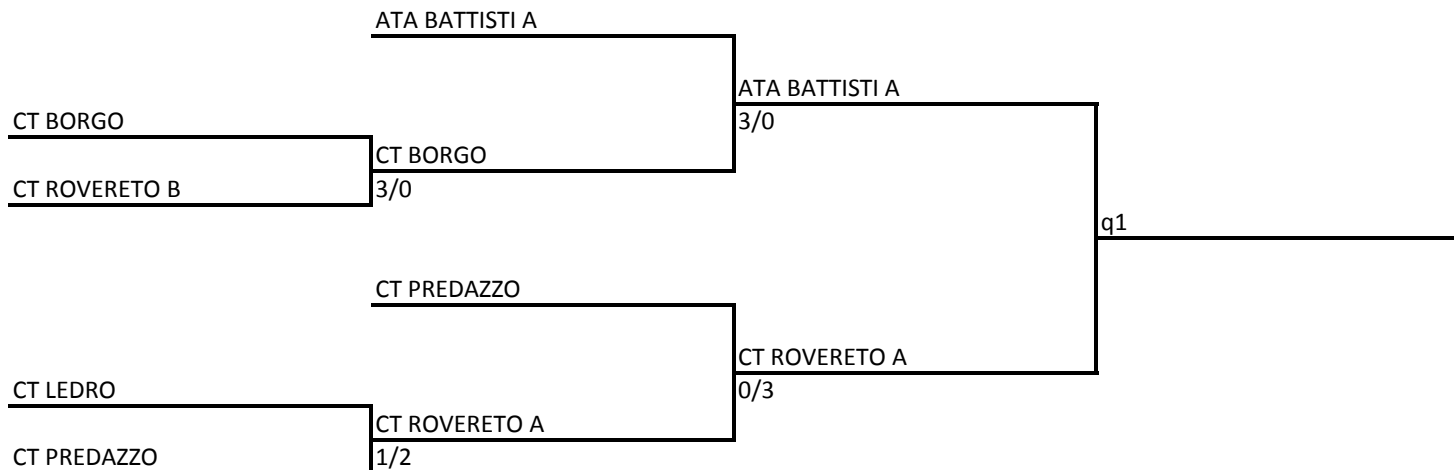 ATA BATTISTI A
ATA BATTISTI A
CT BORGO
3/0
CT BORGO
CT ROVERETO B
3/0
q1
CT PREDAZZO
CT ROVERETO A
CT LEDRO
0/3
CT ROVERETO A
CT PREDAZZO
1/2